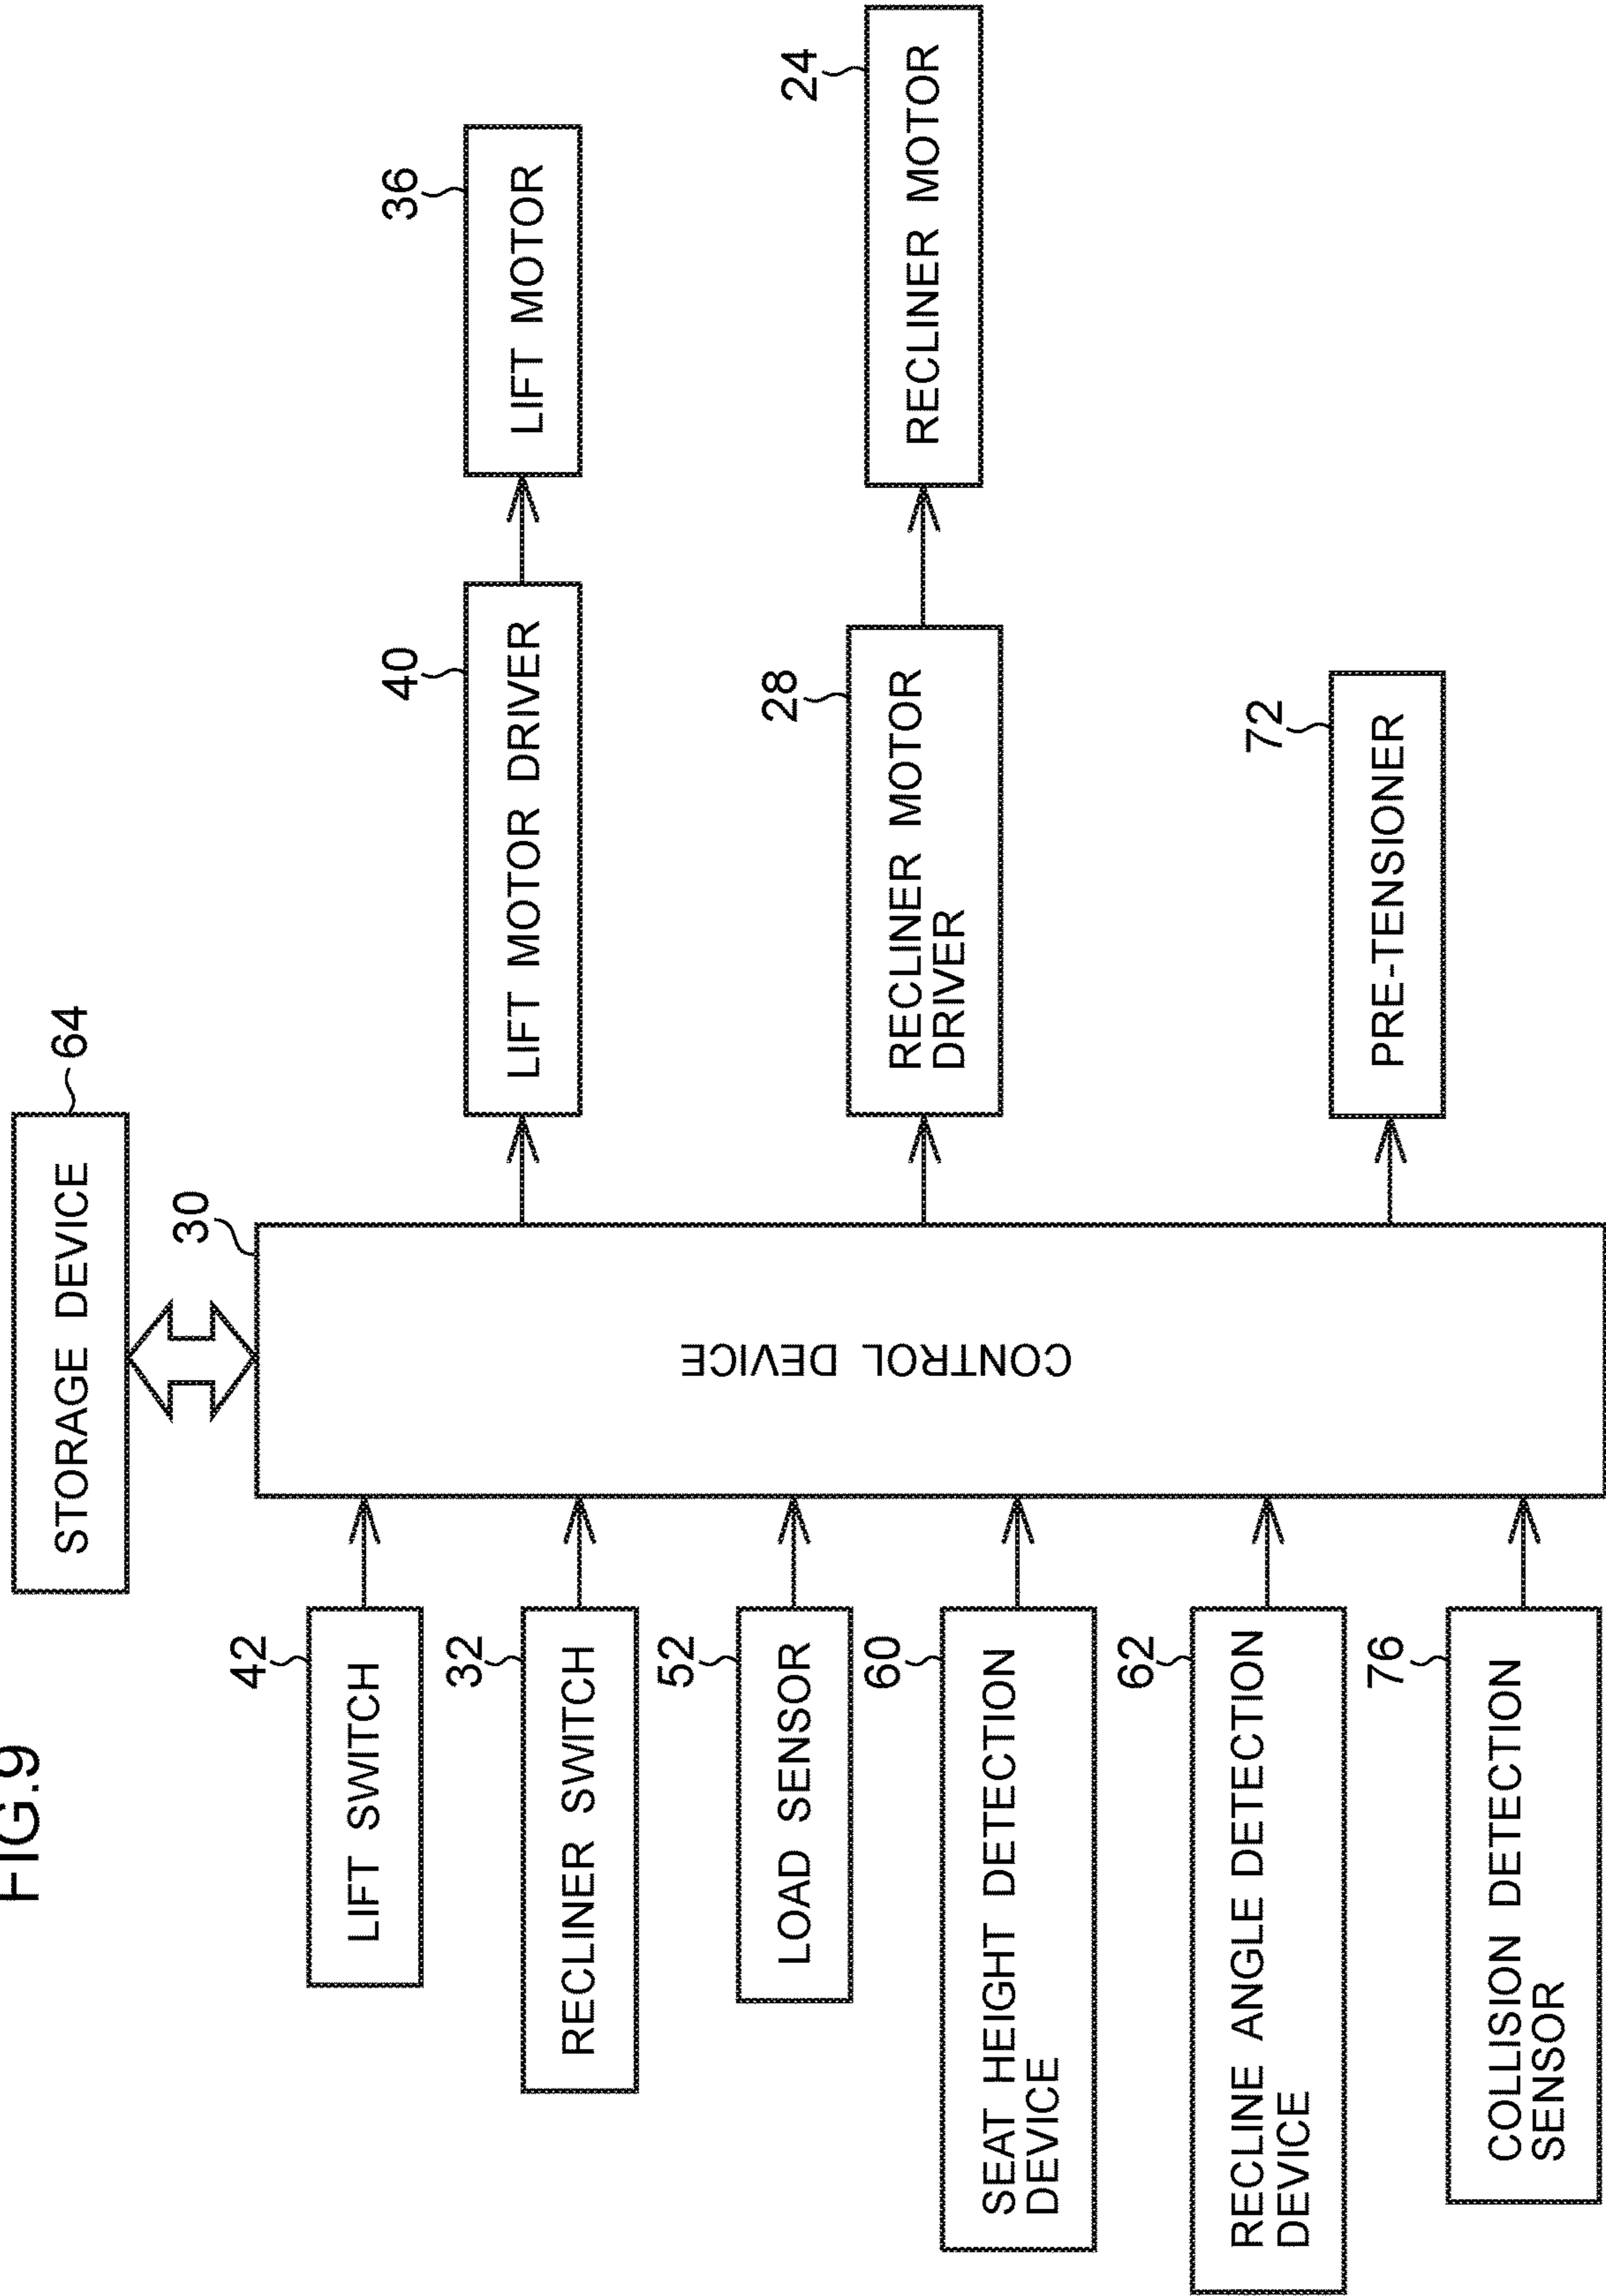 FIG.9
STORAGE DEVICE
64
30
CONTROL DEVICE
42
LIFT SWITCH
32
RECLINER SWITCH
52
LOAD SENSOR
60
SEAT HEIGHT DETECTION
DEVICE
62
RECLINE ANGLE DETECTION
DEVICE
76
COLLISION DETECTION
SENSOR
40
LIFT MOTOR DRIVER
36
LIFT MOTOR
28
RECLINER MOTOR
DRIVER
24
RECLINER MOTOR
72
PRE-TENSIONER